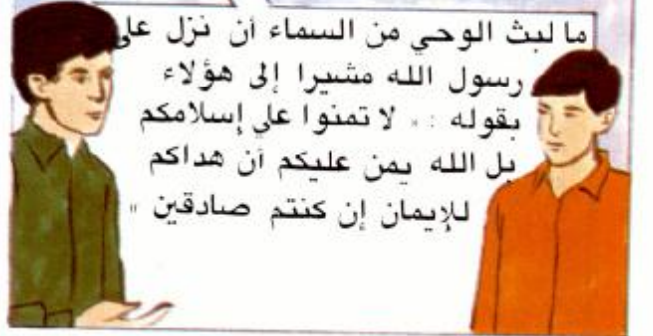 ما لبث الوحي من السماء أن نزل على
رسول الله مشيرا إلى هؤلاء
بقوله : « لا تمنوا علي إسلامكم
بل الله يمن عليكم أن هداكم
للإيمان إن كنتم صادقين »